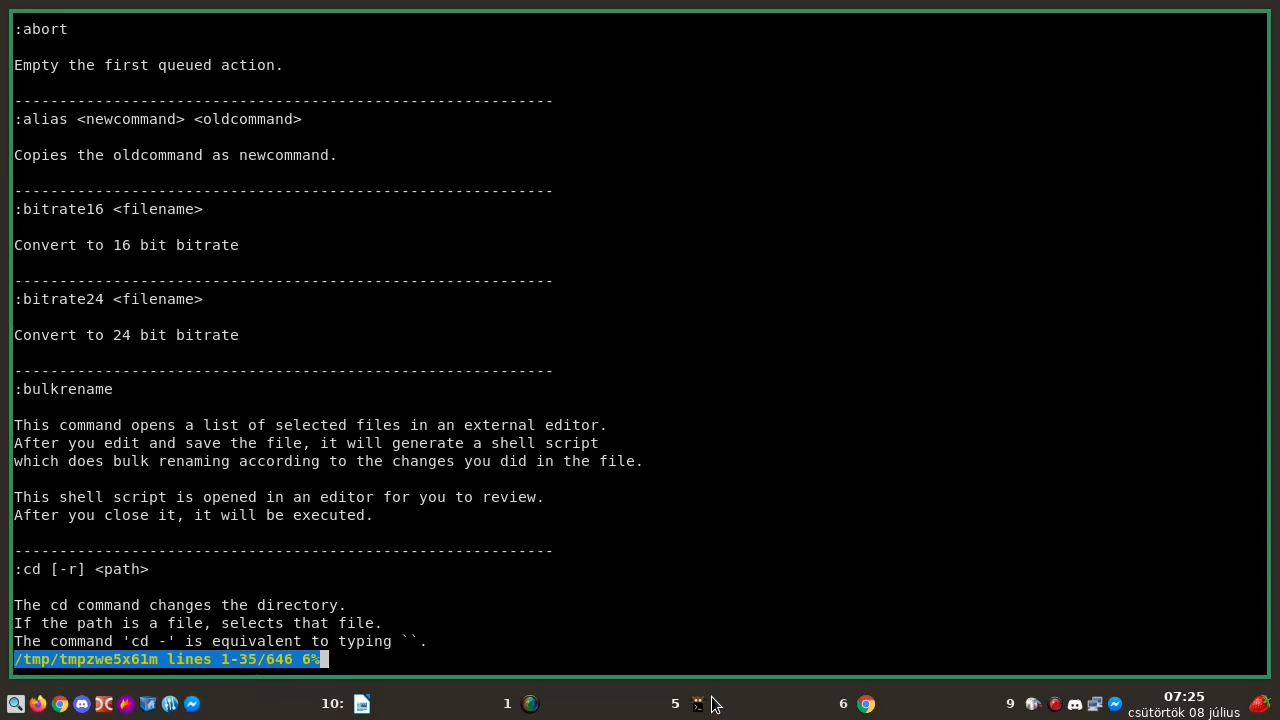 :abort
Empty the first queued action.
-------------------------------------------------------------
:alias <newcommand> <oldcommand>
Copies the oldcommand as newcommand.
-------------------------------------------------------------
:bitrate16 <filename>
Convert to 16 bit bitrate
-------------------------------------------------------------
:bitrate24 <filename>
Convert to 24 bit bitrate
-------------------------------------------------------------
:bulkrename
This command opens a list of selected files in an external editor.
After you edit and save the file, it will generate a shell script
which does bulk renaming according to the changes you did in the file.
This shell script is opened in an editor for you to review.
After you close it, it will be executed.
-------------------------------------------------------------
:cd [-r] <path>
The cd command changes the directory.
If the path is a file, selects that file.
The command 'cd -' is equivalent to typing ``.
/tmp/tmpzwe5x61m lines 1-35/646 6%
10: 1 5 6 9
07:25
csütörtök 08 július